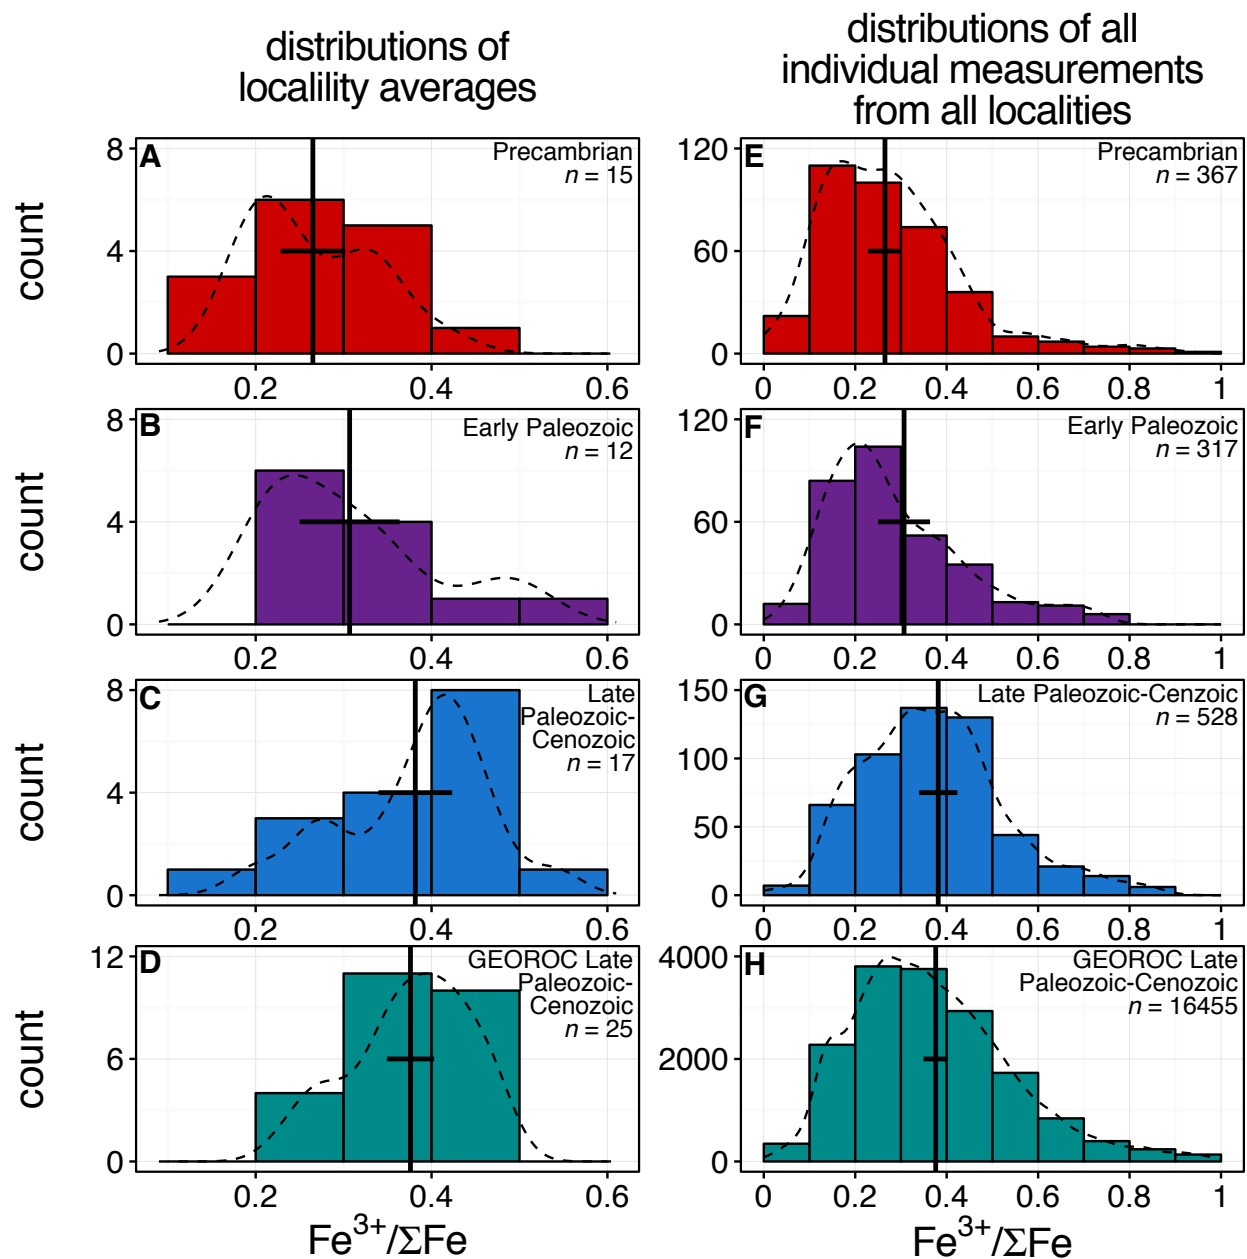 distributions of
localility averages
distributions of all
individual measurements
from all localities
A
Precambrian
n = 15
8
4
0
0.2
0.4
0.6
count
E
Precambrian
n = 367
120
60
0
0
0.2
0.4
0.6
0.8
1
B
Early Paleozoic
n = 12
8
4
0
0.2
0.4
0.6
count
F
Early Paleozoic
n = 317
120
60
0
0
0.2
0.4
0.6
0.8
1
C
Late
Paleozoic-
Cenozoic
n = 17
8
4
0
0.2
0.4
0.6
count
G
Late Paleozoic-Cenzoic
n = 528
150
100
50
0
0
0.2
0.4
0.6
0.8
1
D
GEOROC Late
Paleozoic-
Cenozoic
n = 25
12
6
0
0.2
0.4
0.6
count
Fe³⁺/ΣFe
H
GEOROC Late
Paleozoic-Cenozoic
n = 16455
4000
2000
0
0
0.2
0.4
0.6
0.8
1
Fe³⁺/ΣFe